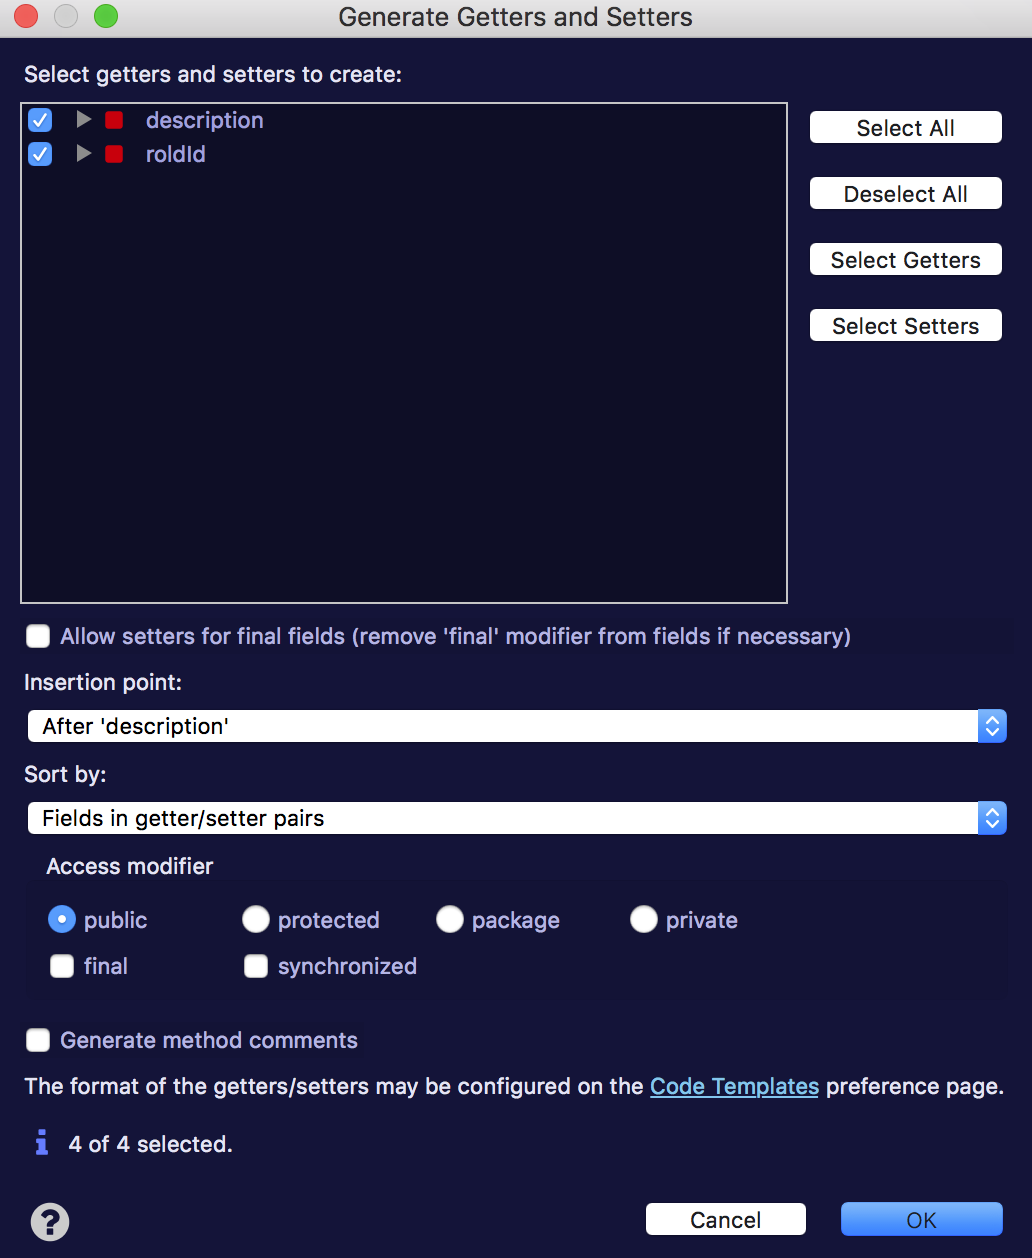 Generate Getters and Setters
Select getters and setters to create:
description
roldId
Select All
Deselect All
Select Getters
Select Setters
Allow setters for final fields (remove 'final' modifier from fields if necessary)
Insertion point:
After 'description'
Sort by:
Fields in getter/setter pairs
Access modifier
public protected package private
final synchronized
Generate method comments
The format of the getters/setters may be configured on the Code Templates preference page.
4 of 4 selected.
Cancel OK